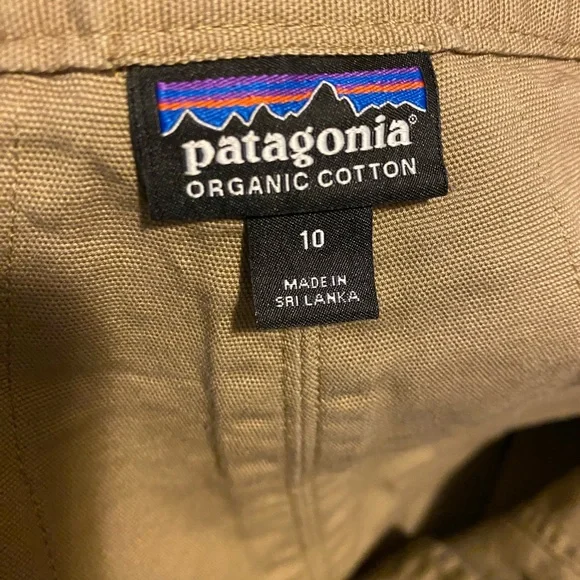 patagonia®
ORGANIC COTTON
10
MADE IN
SRI LANKA